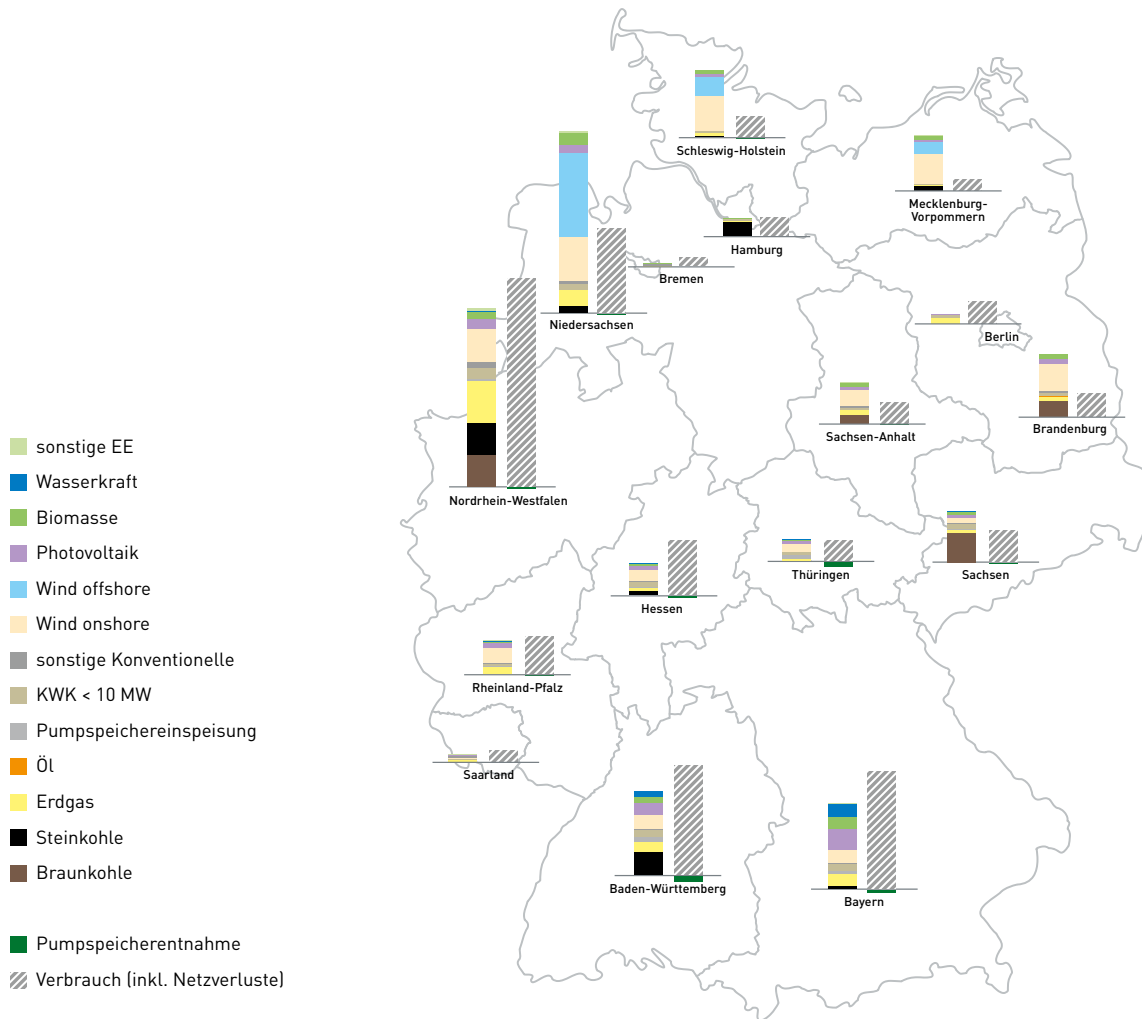 Schleswig-Holstein
Mecklenburg-
Vorpommern
Hamburg
Bremen
Niedersachsen
Berlin
Brandenburg
Sachsen-Anhalt
Nordrhein-Westfalen
Thüringen
Sachsen
Hessen
Rheinland-Pfalz
Saarland
Baden-Württemberg
Bayern
sonstige EE
Wasserkraft
Biomasse
Photovoltaik
Wind offshore
Wind onshore
sonstige Konventionelle
KWK < 10 MW
Pumpspeichereinspeisung
Öl
Erdgas
Steinkohle
Braunkohle
Pumpspeicherentnahme
Verbrauch (inkl. Netzverluste)